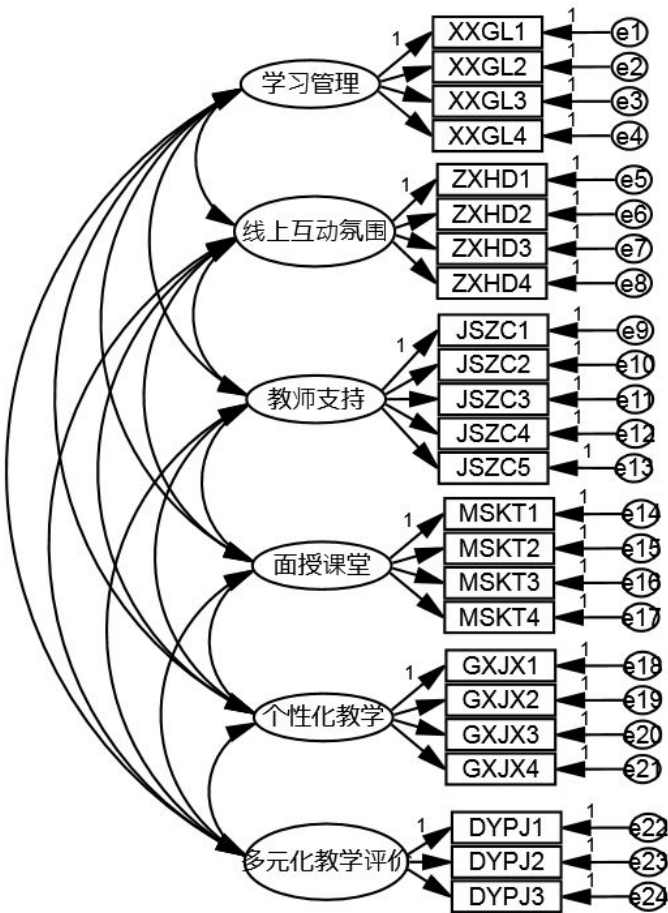 1 XXGL1 1 e1
XXGL2 1 e2
学习管理 XXGL3 1 e3
XXGL4 1 e4
1 ZXHD1 1 e5
ZXHD2 1 e6
线上互动氛围 ZXHD3 1 e7
ZXHD4 1 e8
1 JSZC1 1 e9
JSZC2 1 e10
教师支持 JSZC3 1 e11
JSZC4 1 e12
JSZC5 1 e13
1 MSKT1 1 e14
MSKT2 1 e15
面授课堂 MSKT3 1 e16
MSKT4 1 e17
1 GXJX1 1 e18
GXJX2 1 e19
个性化教学 GXJX3 1 e20
GXJX4 1 e21
1 DYPJ1 1 e22
多元化教学评价 DYPJ2 1 e23
DYPJ3 1 e24